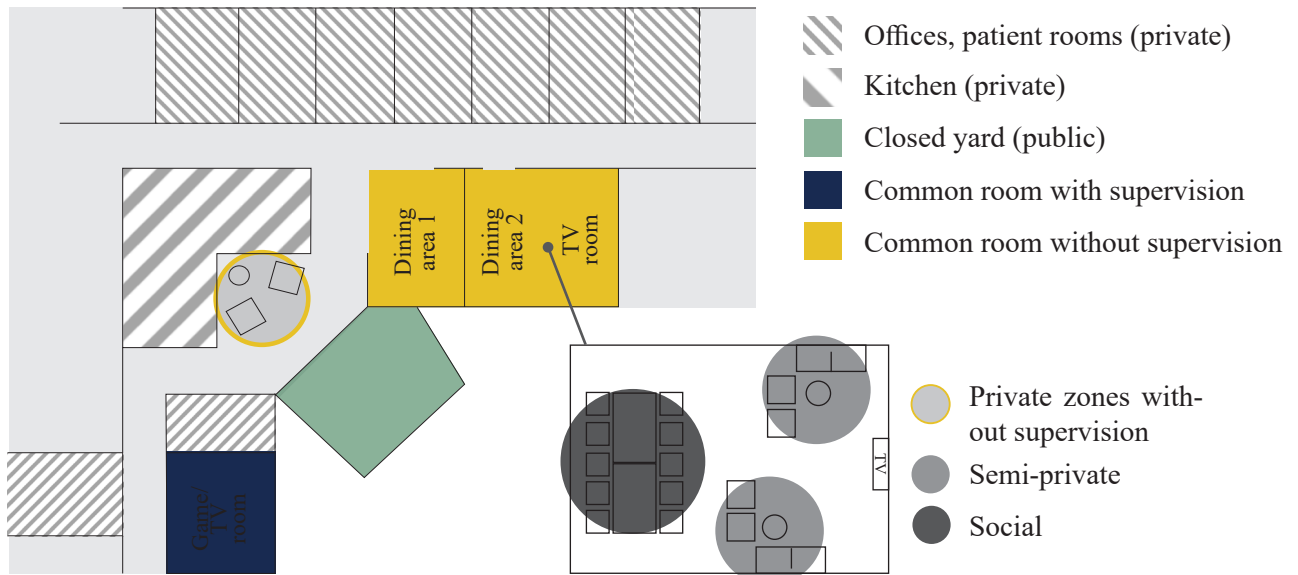 Offices, patient rooms (private)
Kitchen (private)
Closed yard (public)
Common room with supervision
Common room without supervision
Dining
area 1
Dining
area 2
TV
room
Game/
TV
room
TV
Private zones with-
out supervision
Semi-private
Social